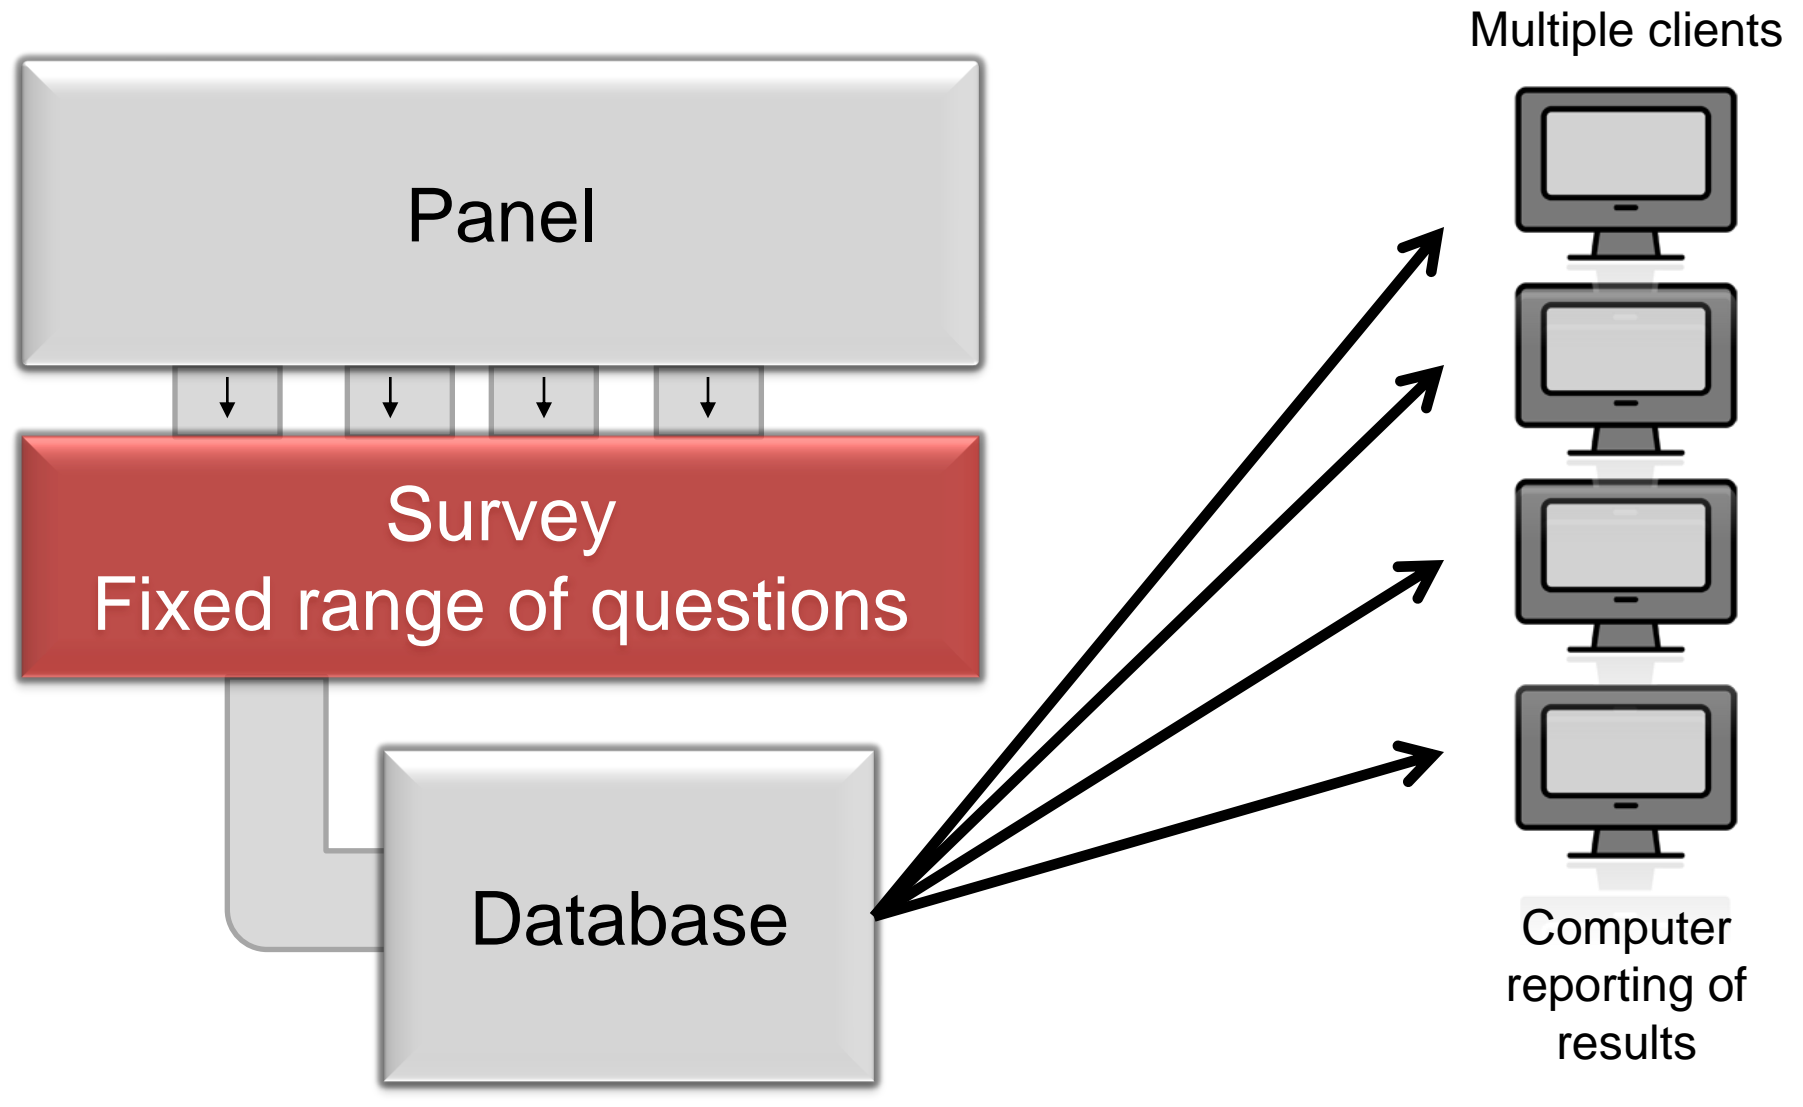 Multiple clients
Panel
Survey
Fixed range of questions
Database
Computer
reporting of
results